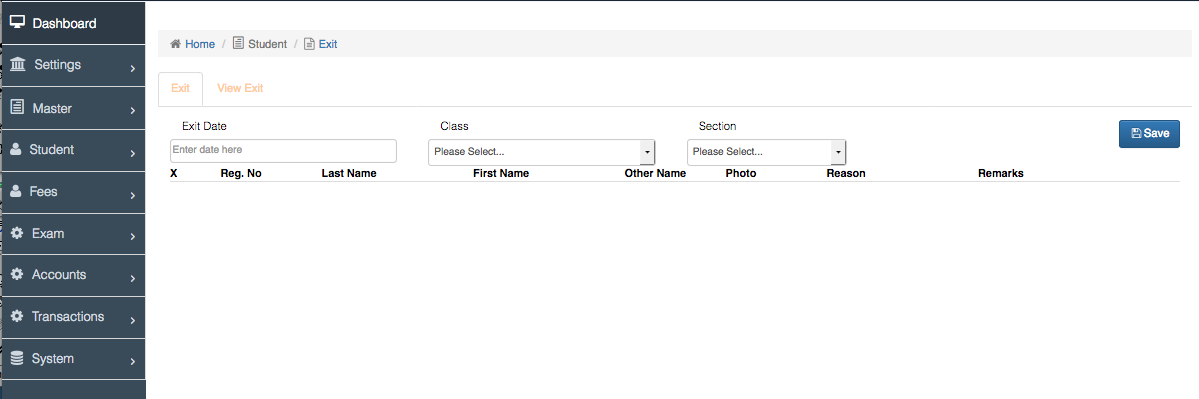 Dashboard
Settings
Master
Student
Fees
Exam
Accounts
Transactions
System
Home / Student / Exit
Exit View Exit
Exit Date Class Section
Enter date here Please Select... Please Select... Save
X Reg. No Last Name First Name Other Name Photo Reason Remarks